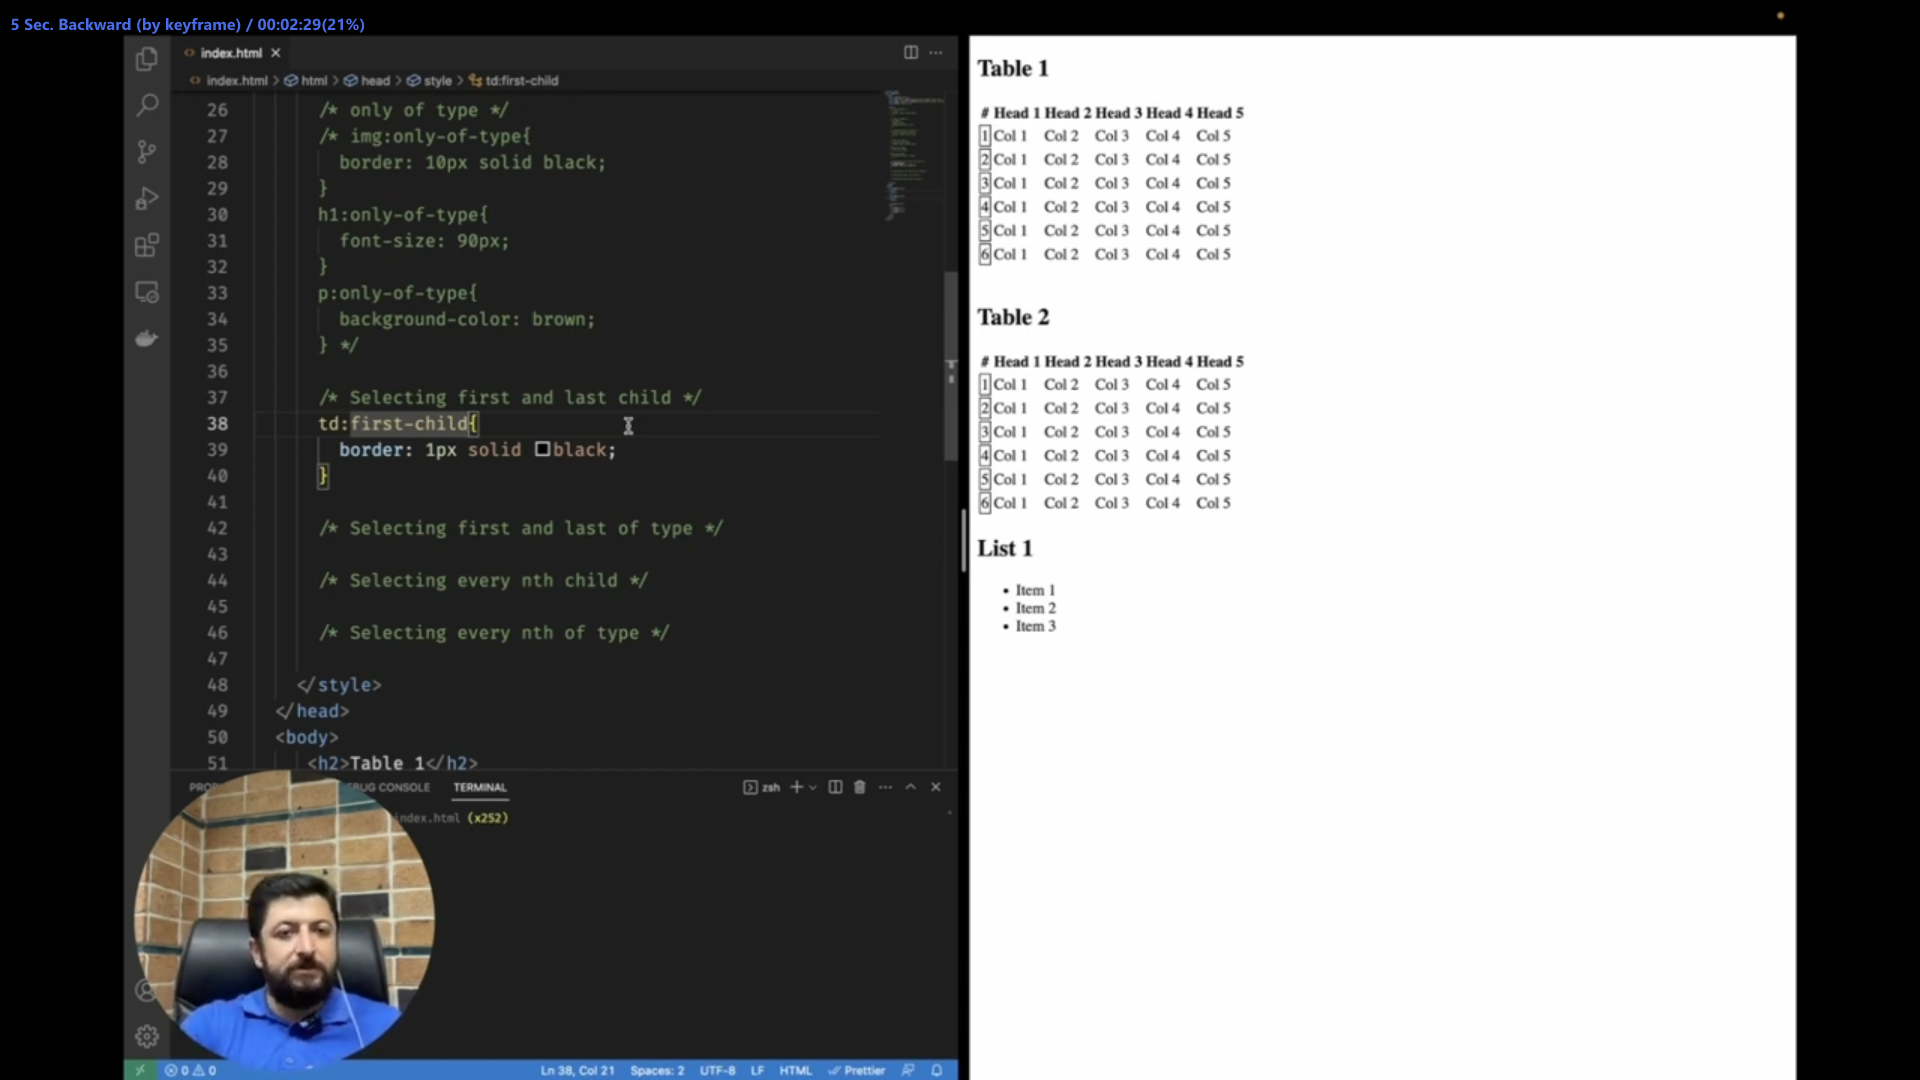 5 Sec. Backward (by keyframe) / 00:02:29(21%)
index.html
index.html > html > head > style > td:first-child
26 /* only of type */
27 /* img:only-of-type{
28 border: 10px solid black;
29 }
30 h1:only-of-type{
31 font-size: 90px;
32 }
33 p:only-of-type{
34 background-color: brown;
35 } */
36
37 /* Selecting first and last child */
38 td:first-child{
39 border: 1px solid black;
40 }
41
42 /* Selecting first and last of type */
43
44 /* Selecting every nth child */
45
46 /* Selecting every nth of type */
47
48 </style>
49 </head>
50 <body>
51 <h2>Table 1</h2>
BUG CONSOLE TERMINAL zsh
index.html (x252)
0 0 Ln 38, Col 21 Spaces: 2 UTF-8 LF HTML Prettier
Table 1
# Head 1 Head 2 Head 3 Head 4 Head 5
1 Col 1 Col 2 Col 3 Col 4 Col 5
2 Col 1 Col 2 Col 3 Col 4 Col 5
3 Col 1 Col 2 Col 3 Col 4 Col 5
4 Col 1 Col 2 Col 3 Col 4 Col 5
5 Col 1 Col 2 Col 3 Col 4 Col 5
6 Col 1 Col 2 Col 3 Col 4 Col 5
Table 2
# Head 1 Head 2 Head 3 Head 4 Head 5
1 Col 1 Col 2 Col 3 Col 4 Col 5
2 Col 1 Col 2 Col 3 Col 4 Col 5
3 Col 1 Col 2 Col 3 Col 4 Col 5
4 Col 1 Col 2 Col 3 Col 4 Col 5
5 Col 1 Col 2 Col 3 Col 4 Col 5
6 Col 1 Col 2 Col 3 Col 4 Col 5
List 1
• Item 1
• Item 2
• Item 3